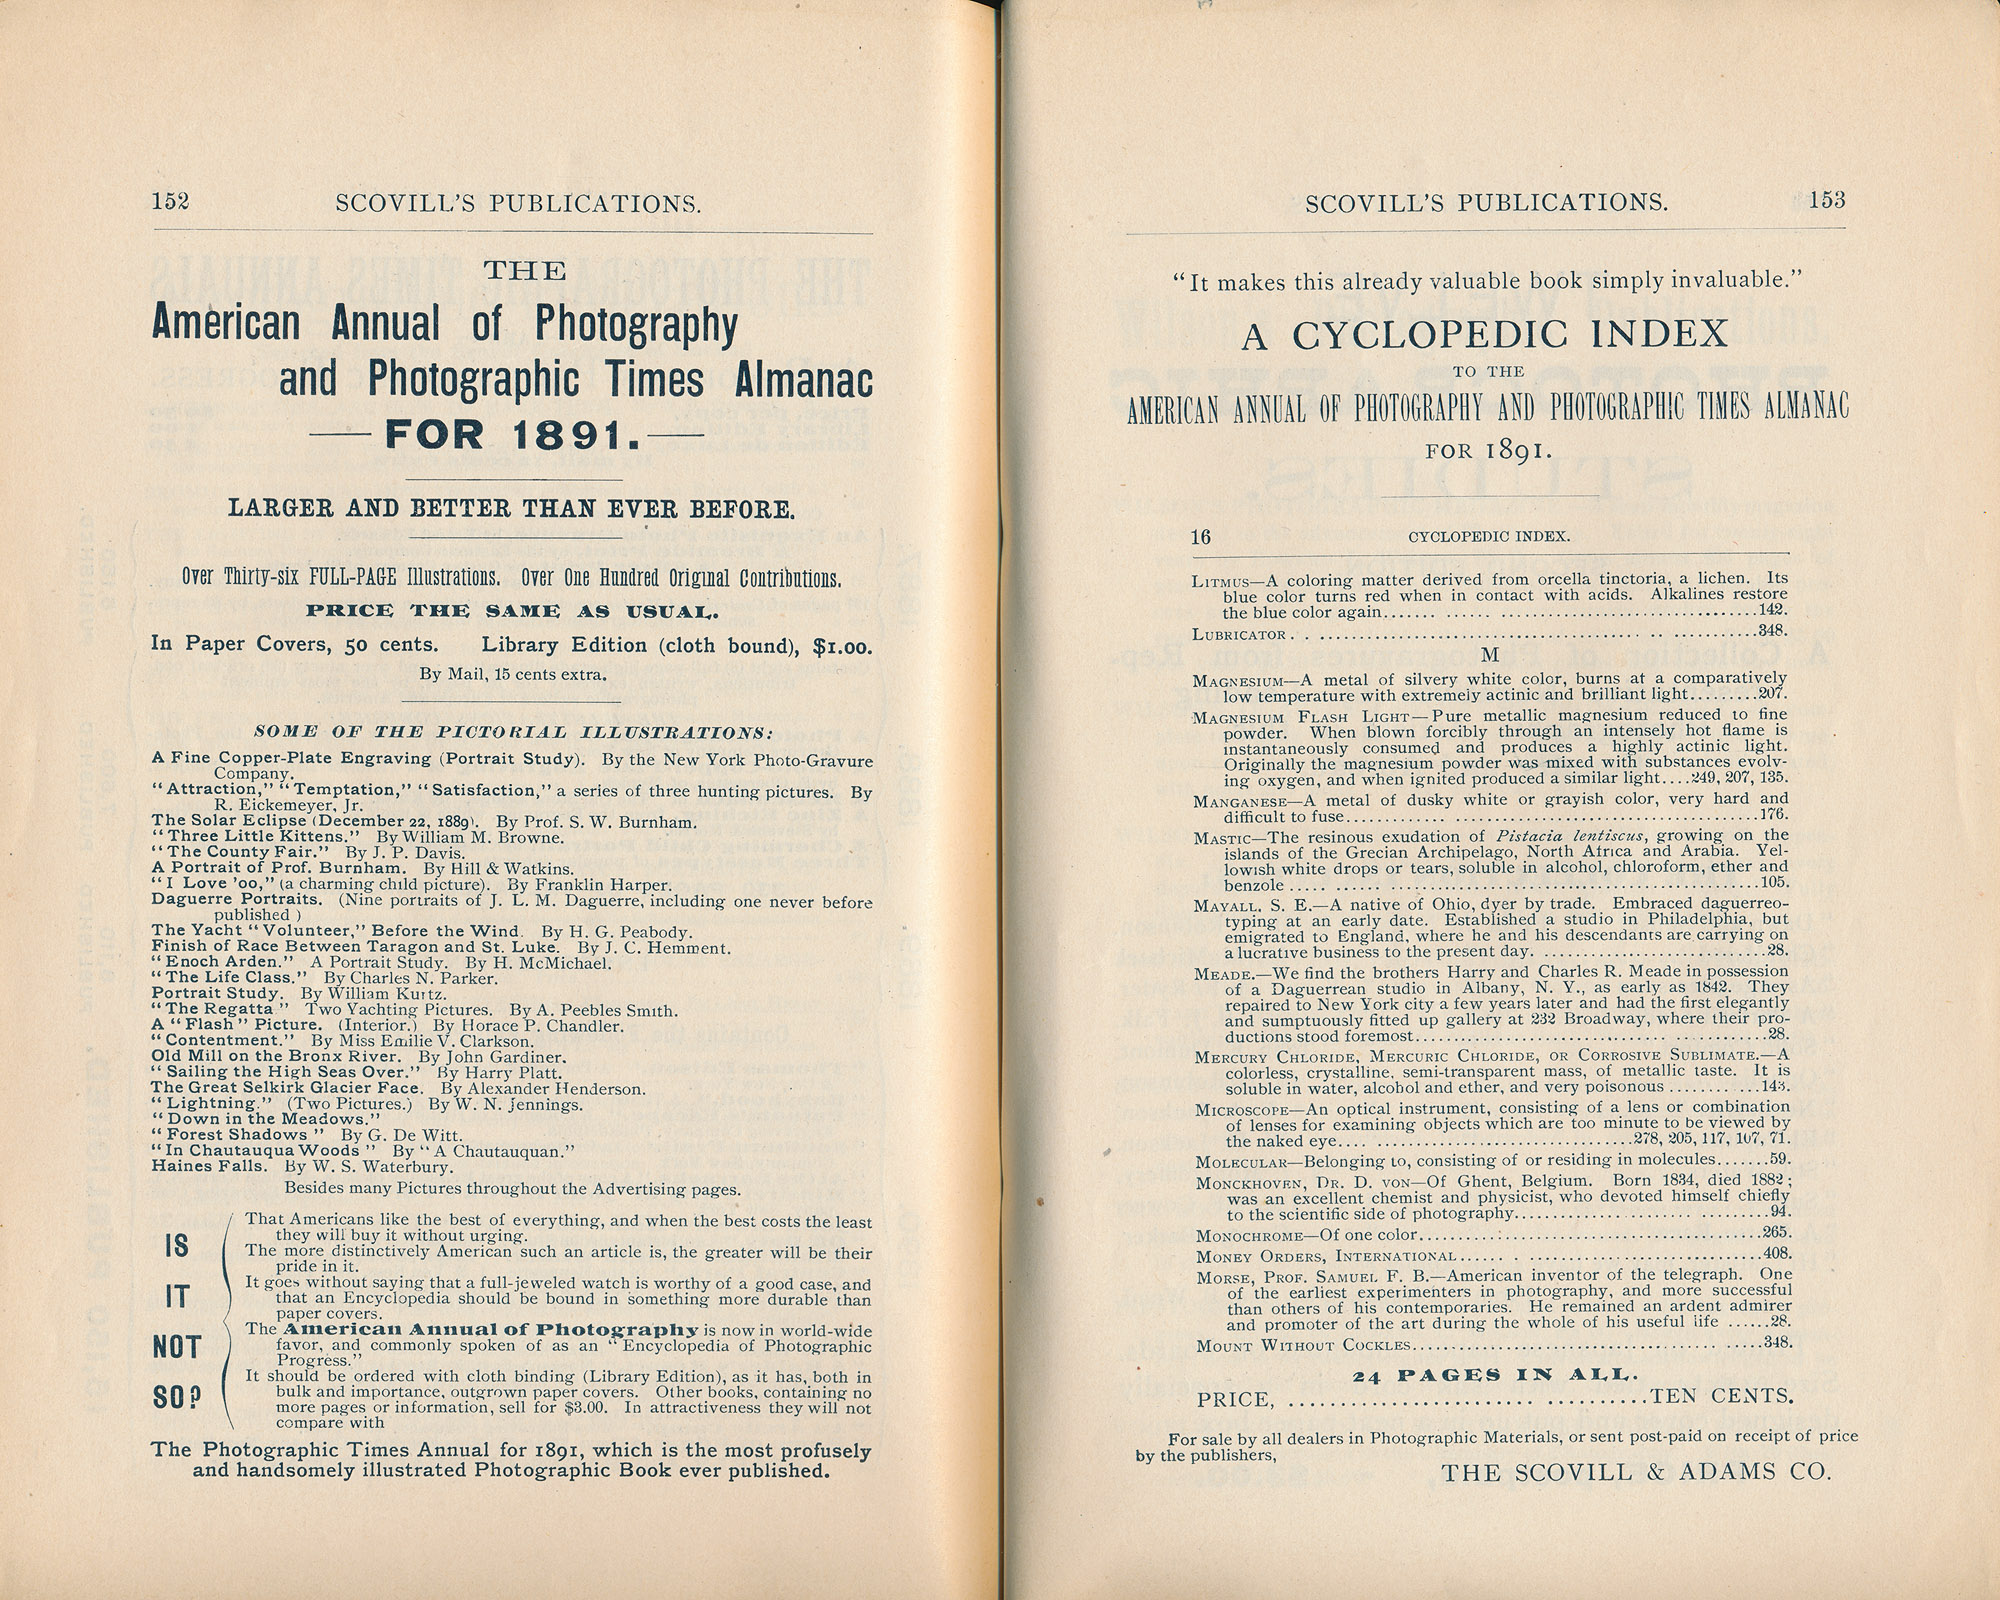 152 SCOVILL'S PUBLICATIONS.
THE
American Annual of Photography
and Photographic Times Almanac
— FOR 1891. —
LARGER AND BETTER THAN EVER BEFORE.
Over Thirty-six FULL-PAGE Illustrations. Over One Hundred Original Contributions.
PRICE THE SAME AS USUAL.
In Paper Covers, 50 cents. Library Edition (cloth bound), $1.00.
By Mail, 15 cents extra.
SOME OF THE PICTORIAL ILLUSTRATIONS:
A Fine Copper-Plate Engraving (Portrait Study). By the New York Photo-Gravure
Company.
"Attraction," "Temptation," "Satisfaction," a series of three hunting pictures. By
R. Eickemeyer, Jr.
The Solar Eclipse (December 22, 1889). By Prof. S. W. Burnham.
"Three Little Kittens." By William M. Browne.
"The County Fair." By J. P. Davis.
A Portrait of Prof. Burnham. By Hill & Watkins.
"I Love 'oo," (a charming child picture). By Franklin Harper.
Daguerre Portraits. (Nine portraits of J. L. M. Daguerre, including one never before
published )
The Yacht "Volunteer," Before the Wind. By H. G. Peabody.
Finish of Race Between Taragon and St. Luke. By J. C. Hemment.
"Enoch Arden." A Portrait Study. By H. McMichael.
"The Life Class." By Charles N. Parker.
Portrait Study. By William Kurtz.
"The Regatta" Two Yachting Pictures. By A. Peebles Smith.
A "Flash" Picture. (Interior.) By Horace P. Chandler.
"Contentment." By Miss Emilie V. Clarkson.
Old Mill on the Bronx River. By John Gardiner.
"Sailing the High Seas Over." By Harry Platt.
The Great Selkirk Glacier Face. By Alexander Henderson.
"Lightning." (Two Pictures.) By W. N. Jennings.
"Down in the Meadows."
"Forest Shadows" By G. De Witt.
"In Chautauqua Woods" By "A Chautauquan."
Haines Falls. By W. S. Waterbury.
Besides many Pictures throughout the Advertising pages.
IS
IT
NOT
SO?
That Americans like the best of everything, and when the best costs the least
they will buy it without urging.
The more distinctively American such an article is, the greater will be their
pride in it.
It goes without saying that a full-jeweled watch is worthy of a good case, and
that an Encyclopedia should be bound in something more durable than
paper covers.
The American Annual of Photography is now in world-wide
favor, and commonly spoken of as an "Encyclopedia of Photographic
Progress."
It should be ordered with cloth binding (Library Edition), as it has, both in
bulk and importance, outgrown paper covers. Other books, containing no
more pages or information, sell for $3.00. In attractiveness they will not
compare with
The Photographic Times Annual for 1891, which is the most profusely
and handsomely illustrated Photographic Book ever published.
SCOVILL'S PUBLICATIONS. 153
"It makes this already valuable book simply invaluable."
A CYCLOPEDIC INDEX
TO THE
AMERICAN ANNUAL OF PHOTOGRAPHY AND PHOTOGRAPHIC TIMES ALMANAC
FOR 1891.
16 CYCLOPEDIC INDEX.
LITMUS—A coloring matter derived from orcella tinctoria, a lichen. Its
blue color turns red when in contact with acids. Alkalines restore
the blue color again..................142.
LUBRICATOR..................348.
M
MAGNESIUM—A metal of silvery white color, burns at a comparatively
low temperature with extremely actinic and brilliant light.........207.
MAGNESIUM FLASH LIGHT—Pure metallic magnesium reduced to fine
powder. When blown forcibly through an intensely hot flame is
instantaneously consumed and produces a highly actinic light.
Originally the magnesium powder was mixed with substances evolv-
ing oxygen, and when ignited produced a similar light....249, 207, 135.
MANGANESE—A metal of dusky white or grayish color, very hard and
difficult to fuse..................176.
MASTIC—The resinous exudation of Pistacia lentiscus, growing on the
islands of the Grecian Archipelago, North Africa and Arabia. Yel-
lowish white drops or tears, soluble in alcohol, chloroform, ether and
benzole..................105.
MAYALL, S. E.—A native of Ohio, dyer by trade. Embraced daguerreo-
typing at an early date. Established a studio in Philadelphia, but
emigrated to England, where he and his descendants are carrying on
a lucrative business to the present day...................28.
MEADE.—We find the brothers Harry and Charles R. Meade in possession
of a Daguerrean studio in Albany, N. Y., as early as 1842. They
repaired to New York city a few years later and had the first elegantly
and sumptuously fitted up gallery at 232 Broadway, where their pro-
ductions stood foremost..................28.
MERCURY CHLORIDE, MERCURIC CHLORIDE, OR CORROSIVE SUBLIMATE.—A
colorless, crystalline, semi-transparent mass, of metallic taste. It is
soluble in water, alcohol and ether, and very poisonous ............143.
MICROSCOPE—An optical instrument, consisting of a lens or combination
of lenses for examining objects which are too minute to be viewed by
the naked eye..................278, 205, 117, 107, 71.
MOLECULAR—Belonging to, consisting of or residing in molecules.......59.
MONCKHOVEN, DR. D. VON—Of Ghent, Belgium. Born 1834, died 1882;
was an excellent chemist and physicist, who devoted himself chiefly
to the scientific side of photography..................94.
MONOCHROME—Of one color..................265.
MONEY ORDERS, INTERNATIONAL..................408.
MORSE, PROF. SAMUEL F. B.—American inventor of the telegraph. One
of the earliest experimenters in photography, and more successful
than others of his contemporaries. He remained an ardent admirer
and promoter of the art during the whole of his useful life ......28.
MOUNT WITHOUT COCKLES..................348.
24 PAGES IN ALL.
PRICE, ..................TEN CENTS.
For sale by all dealers in Photographic Materials, or sent post-paid on receipt of price
by the publishers,
THE SCOVILL & ADAMS CO.